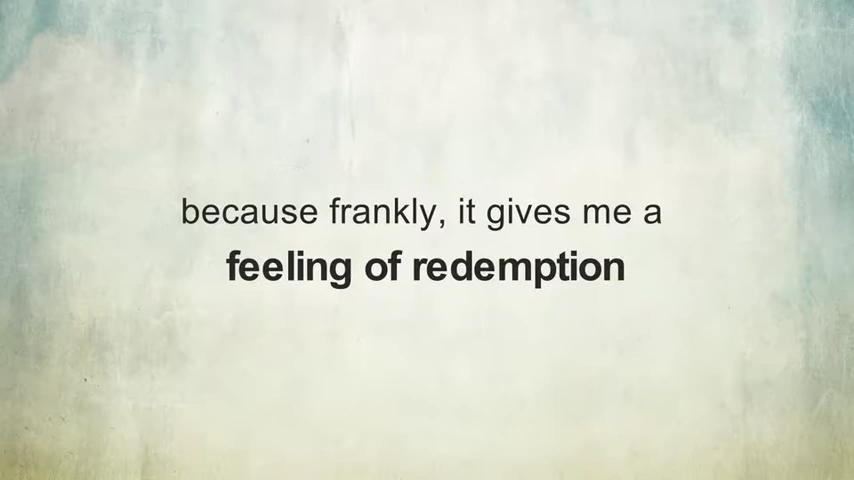 because frankly, it gives me a
feeling of redemption